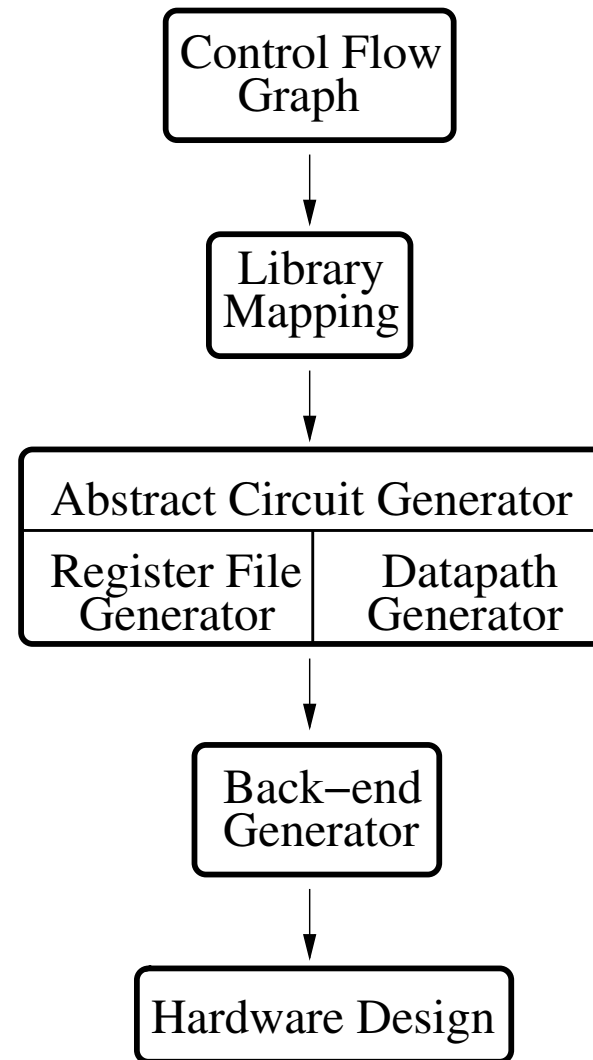 Control Flow
Graph
Library
Mapping
Abstract Circuit Generator
Register File
Generator
Datapath
Generator
Back−end
Generator
Hardware Design